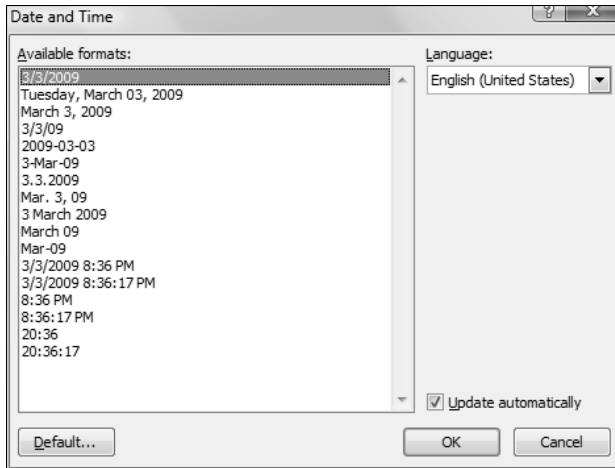 Date and Time
Available formats:
3/3/2009
Tuesday, March 03, 2009
March 3, 2009
3/3/09
2009-03-03
3-Mar-09
3.3.2009
Mar. 3, 09
3 March 2009
March 09
Mar-09
3/3/2009 8:36 PM
3/3/2009 8:36:17 PM
8:36 PM
8:36:17 PM
20:36
20:36:17
Language:
English (United States)
Update automatically
Default...
OK
Cancel